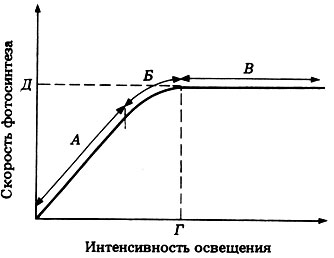 Скорость фотосинтеза
Д
А
Б
В
Г
Интенсивность освещения